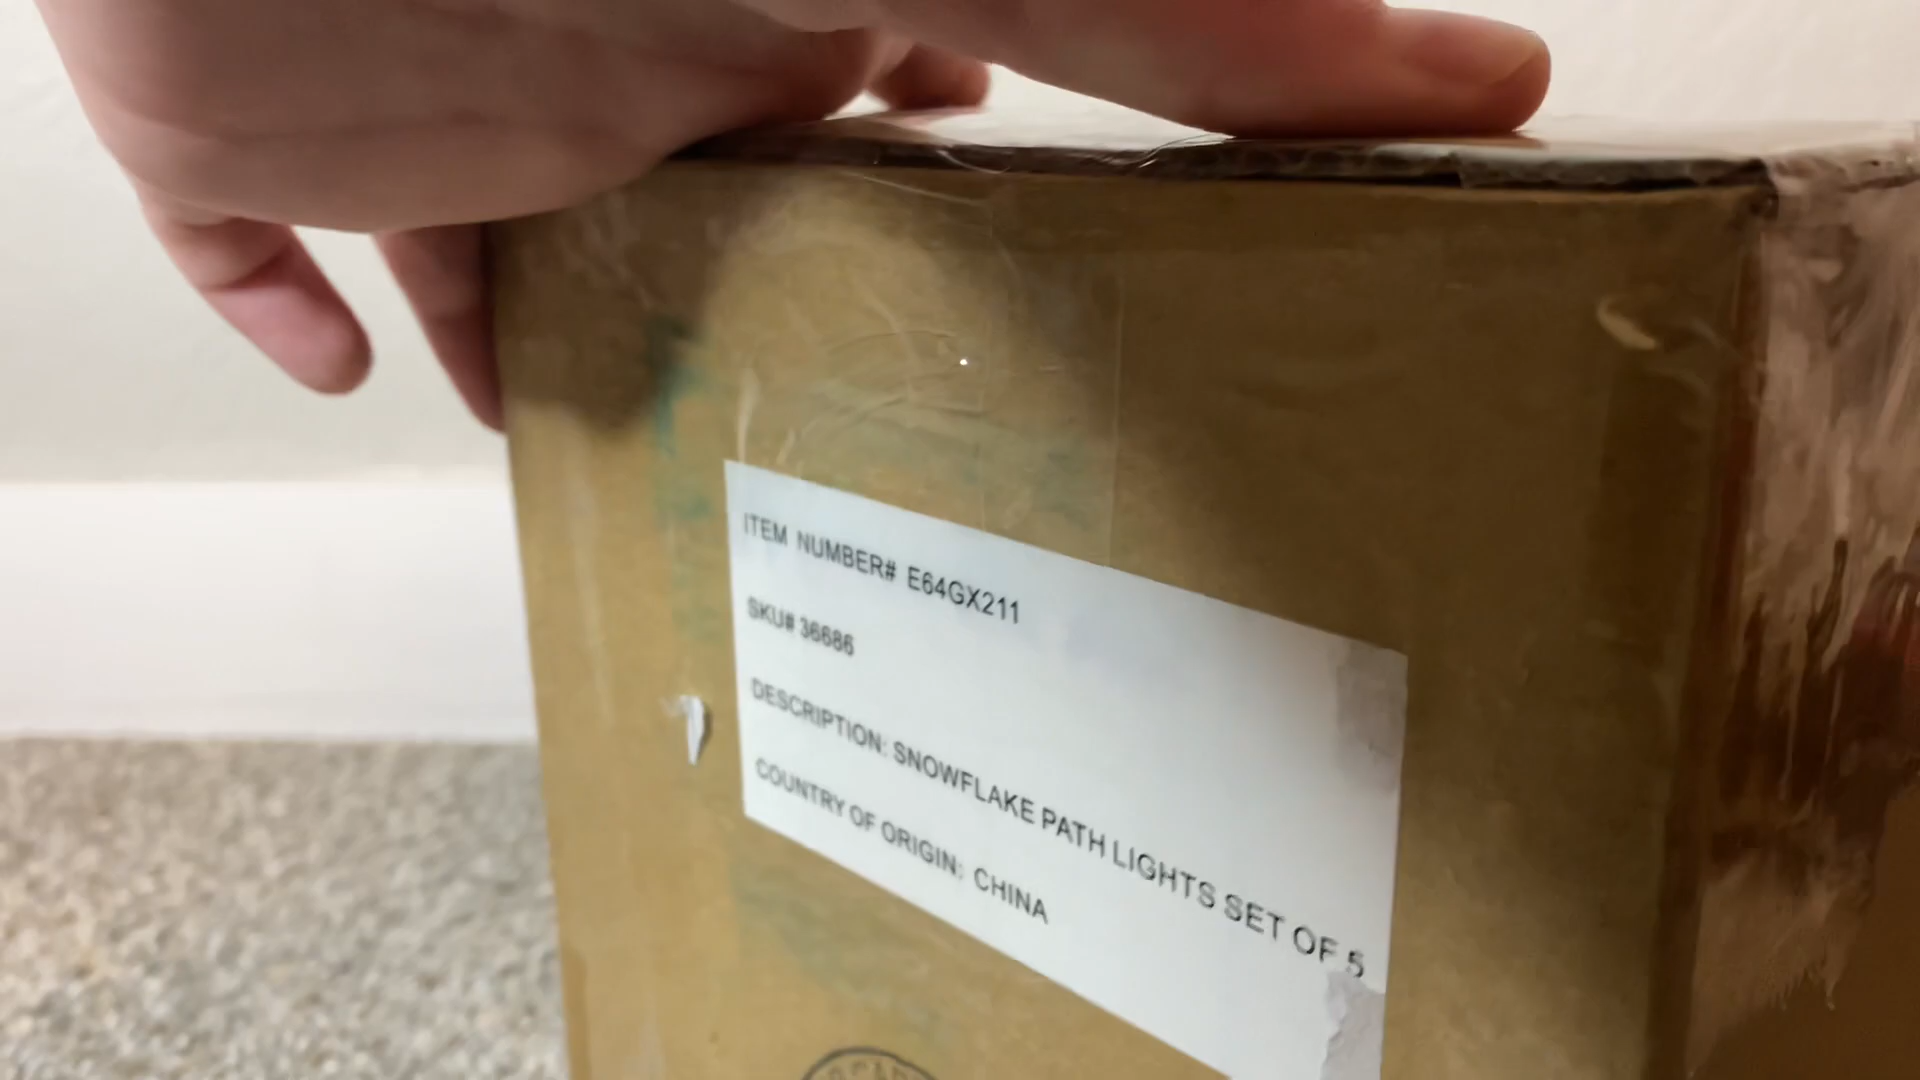 ITEM NUMBER# E64GX211
SKU# 36686
DESCRIPTION: SNOWFLAKE PATH LIGHTS SET OF 5
COUNTRY OF ORIGIN: CHINA